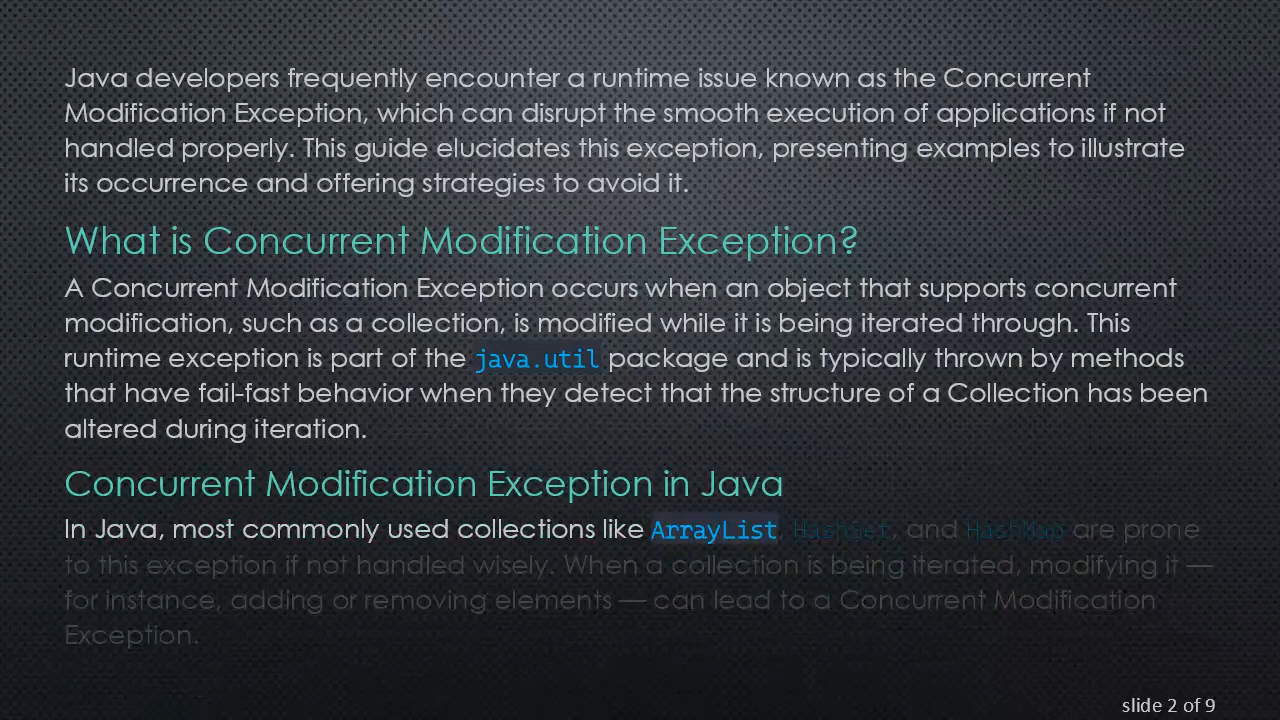 Java developers frequently encounter a runtime issue known as the Concurrent
Modification Exception, which can disrupt the smooth execution of applications if not
handled properly. This guide elucidates this exception, presenting examples to illustrate
its occurrence and offering strategies to avoid it.
What is Concurrent Modification Exception?
A Concurrent Modification Exception occurs when an object that supports concurrent
modification, such as a collection, is modified while it is being iterated through. This
runtime exception is part of the java.util package and is typically thrown by methods
that have fail-fast behavior when they detect that the structure of a Collection has been
altered during iteration.
Concurrent Modification Exception in Java
In Java, most commonly used collections like ArrayList, HashSet, and HashMap are prone
to this exception if not handled wisely. When a collection is being iterated, modifying it —
for instance, adding or removing elements — can lead to a Concurrent Modification
Exception.
slide 2 of 9